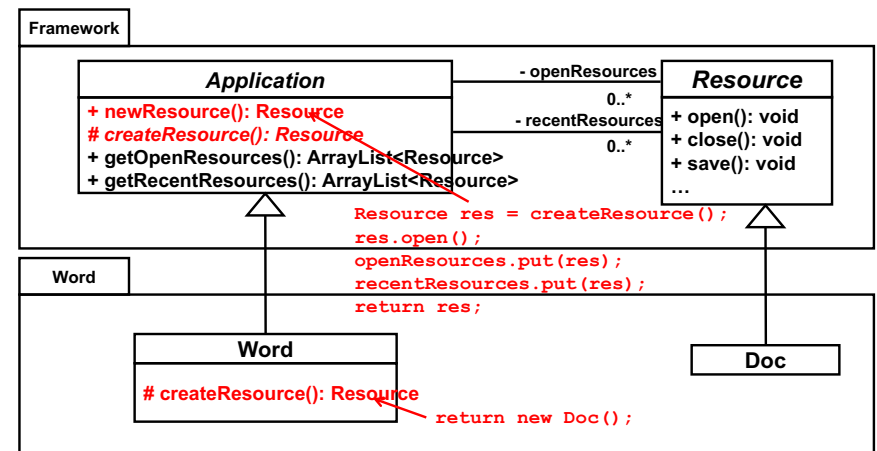 Framework
Application
+ newResource(): Resource
# createResource(): Resource
+ getOpenResources(): ArrayList<Resource>
+ getRecentResources(): ArrayList<Resource>
- openResources
0..*
- recentResources
0..*
Resource
+ open(): void
+ close(): void
+ save(): void
…
Resource res = createResource();
res.open();
openResources.put(res);
recentResources.put(res);
return res;
Word
Word
# createResource(): Resource
return new Doc();
Doc